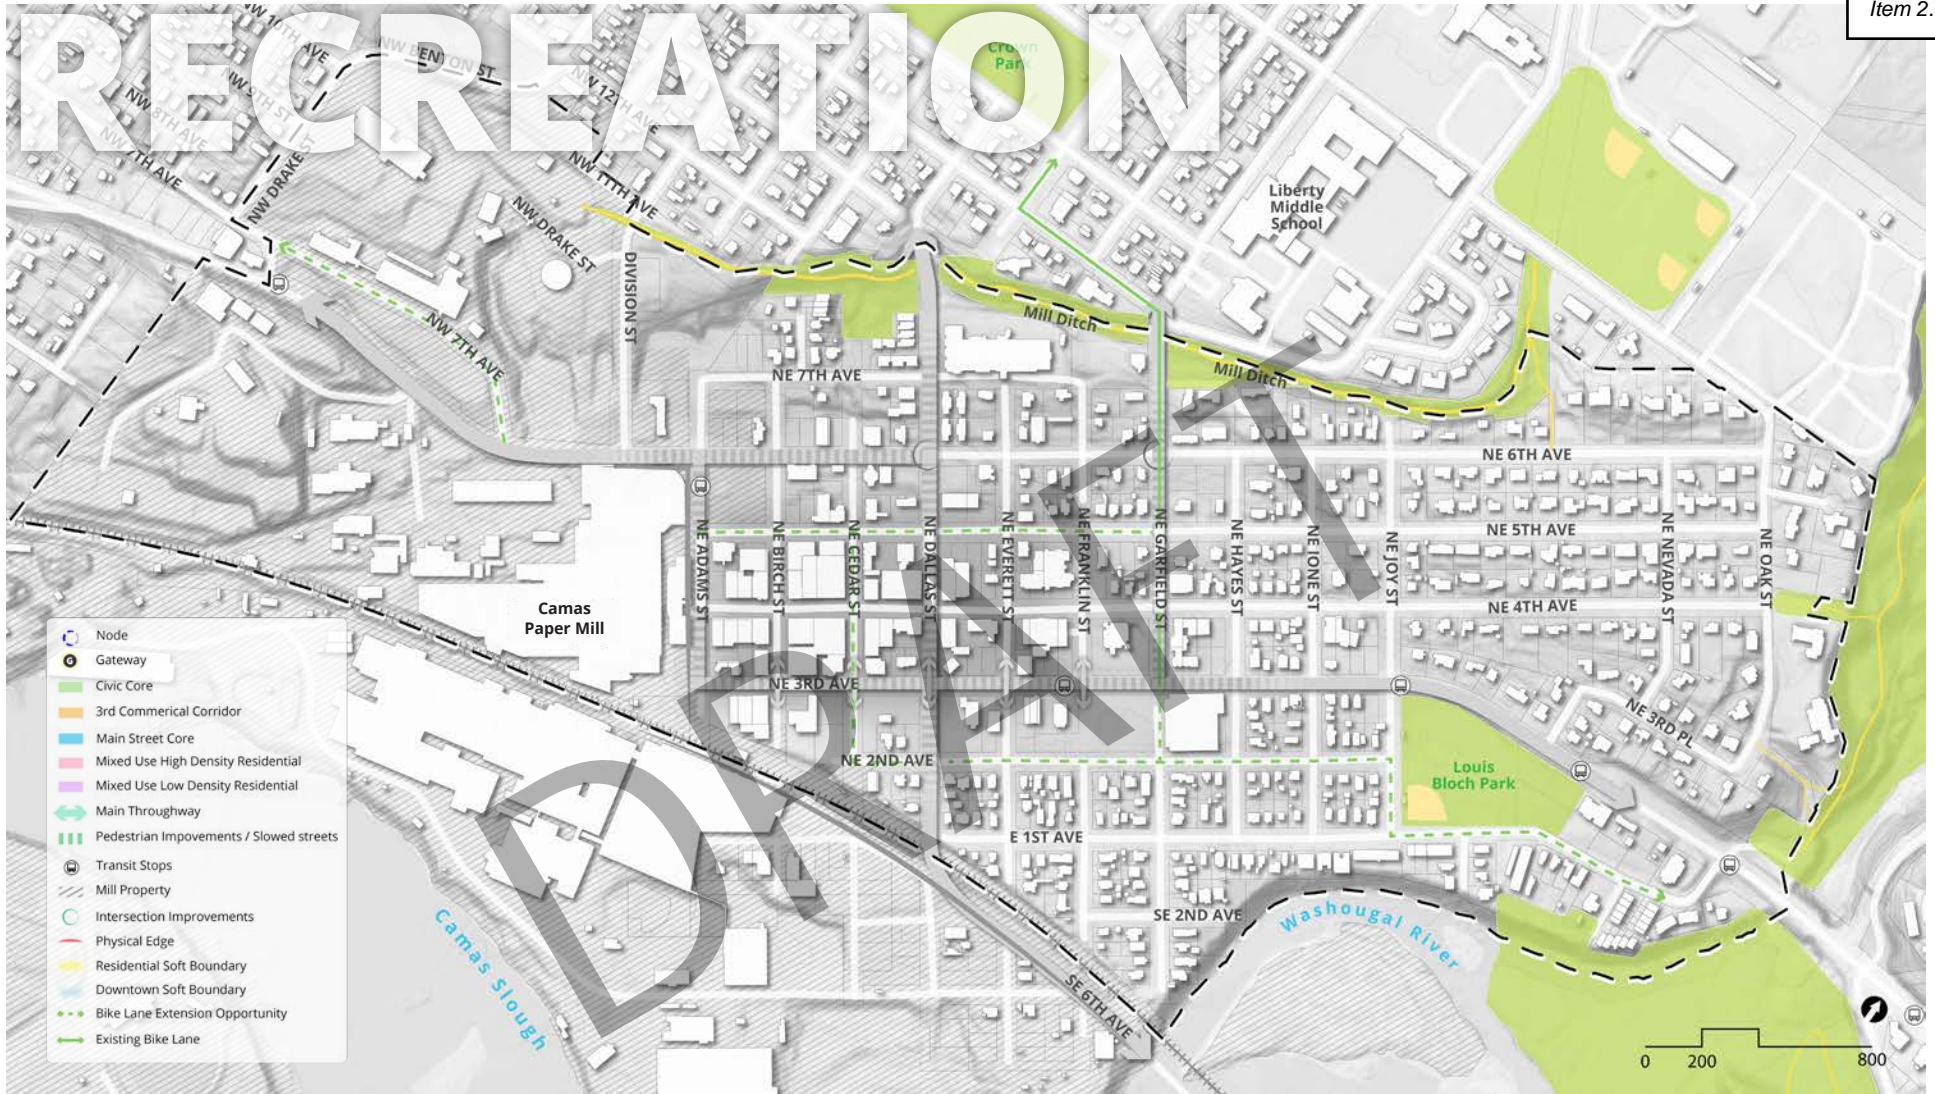 Item 2.
RECREATION
NW 10TH AVE
NW BENTON ST
NW 9TH ST
NW 8TH AVE
NW 7TH AVE
NW DRAKE ST
NW 12TH AVE
NW 11TH AVE
NW DRAKE ST
Crown
Park
Liberty
Middle
School
DIVISION ST
NW 7TH AVE
Mill Ditch
Mill Ditch
NE 7TH AVE
NE 6TH AVE
NE 5TH AVE
NE 4TH AVE
NE ADAMS ST
NE BIRCH ST
NE CEDAR ST
NE DALLAS ST
NE EVERETT ST
NE FRANKLIN ST
NE GARFIELD ST
NE HAYES ST
NE IONE ST
NE JOY ST
NE NEVADA ST
NE OAK ST
Camas
Paper Mill
NE 3RD AVE
NE 3RD PL
NE 2ND AVE
Louis
Bloch Park
E 1ST AVE
SE 2ND AVE
SE 6TH AVE
Washougal River
Camas Slough
DRAFT
Node
G
Gateway
Civic Core
3rd Commerical Corridor
Main Street Core
Mixed Use High Density Residential
Mixed Use Low Density Residential
Main Throughway
Pedestrian Impovements / Slowed streets
Transit Stops
Mill Property
Intersection Improvements
Physical Edge
Residential Soft Boundary
Downtown Soft Boundary
Bike Lane Extension Opportunity
Existing Bike Lane
0 200 800